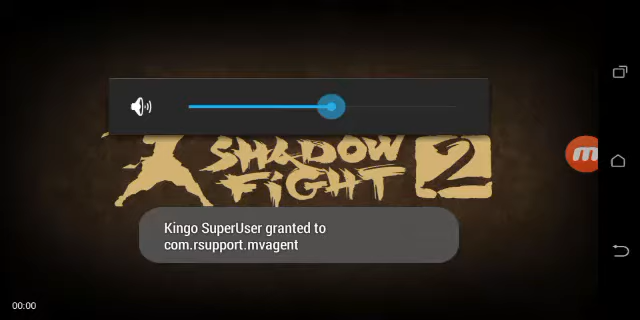 SHADOW
FIGHT 2
m
Kingo SuperUser granted to
com.rsupport.mvagent
00:00